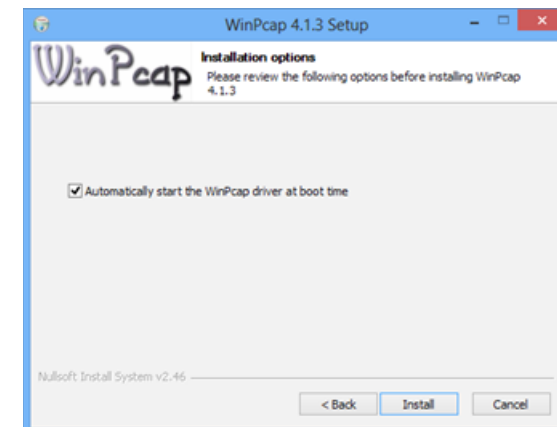 WinPcap 4.1.3 Setup
WinPcap
Installation options
Please review the following options before installing WinPcap
4.1.3
Automatically start the WinPcap driver at boot time
Nullsoft Install System v2.46
< Back
Install
Cancel